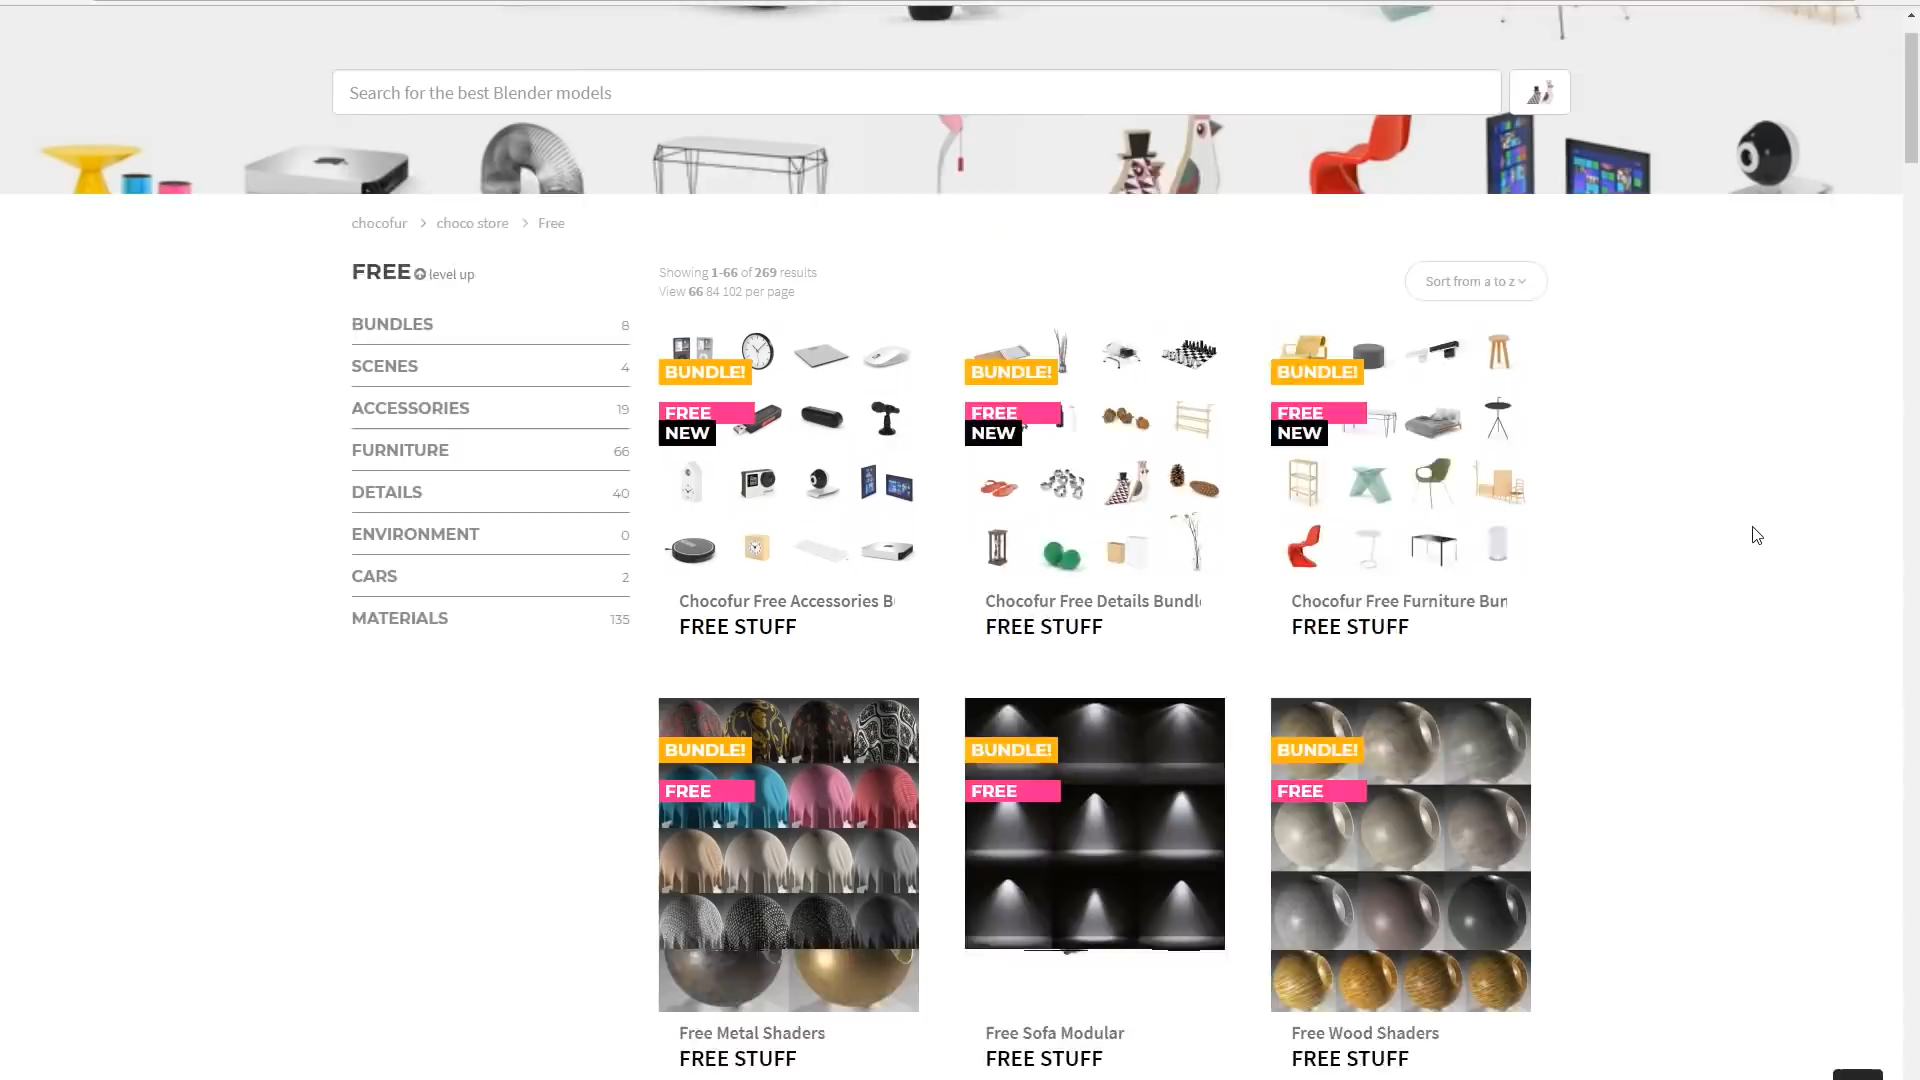 Search for the best Blender models
chocofur > choco store > Free
FREE level up
BUNDLES 8
SCENES 4
ACCESSORIES 19
FURNITURE 66
DETAILS 40
ENVIRONMENT 0
CARS 2
MATERIALS 135
Showing 1-66 of 269 results
View 66 84 102 per page
Sort from a to z
BUNDLE!
FREE
NEW
Chocofur Free Accessories B
FREE STUFF
BUNDLE!
FREE
NEW
Chocofur Free Details Bundl
FREE STUFF
BUNDLE!
FREE
NEW
Chocofur Free Furniture Bun
FREE STUFF
BUNDLE!
FREE
Free Metal Shaders
FREE STUFF
BUNDLE!
FREE
Free Sofa Modular
FREE STUFF
BUNDLE!
FREE
Free Wood Shaders
FREE STUFF